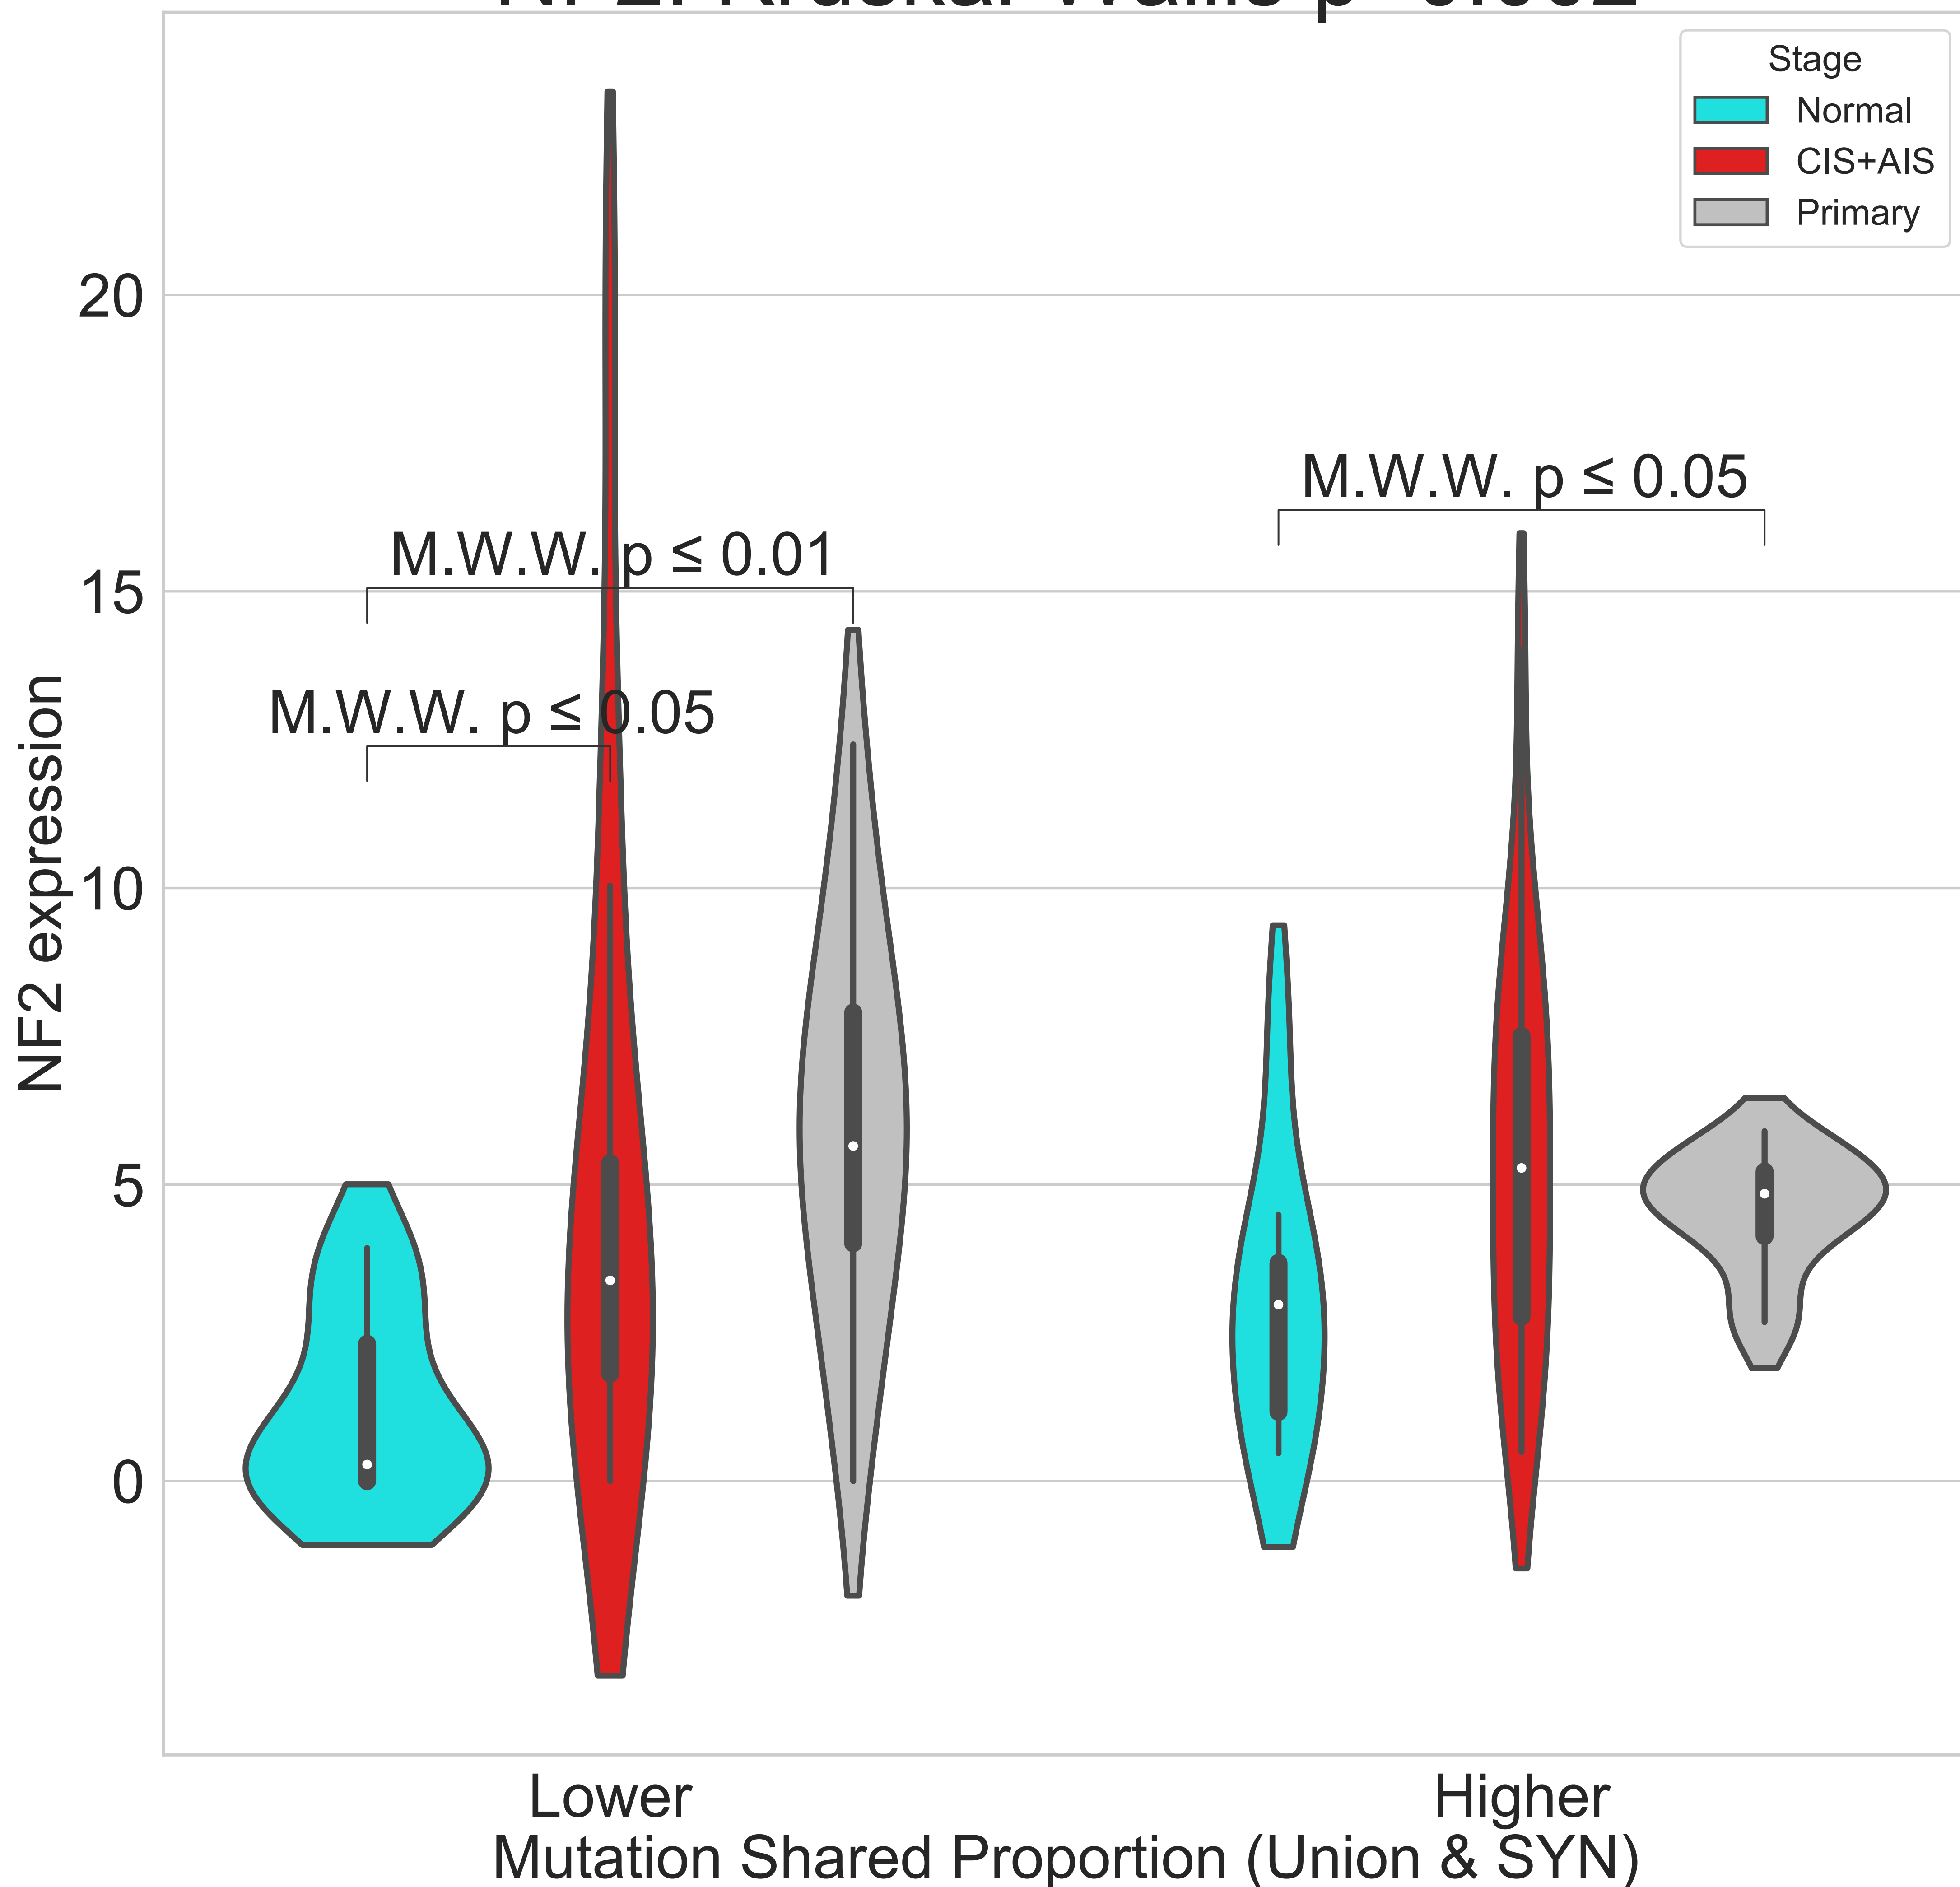 Stage
Normal
CIS+AIS
Primary
20
15
10
5
0
NF2 expression
M.W.W. p ≤ 0.05
M.W.W. p ≤ 0.01
M.W.W. p ≤ 0.05
Lower
Higher
Mutation Shared Proportion (Union & SYN)